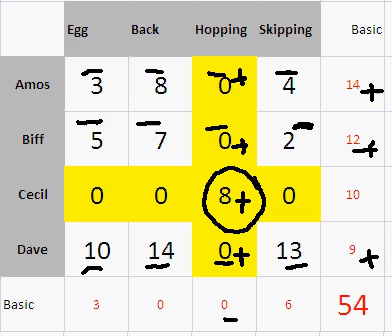 Egg Back Hopping Skipping Basic
Amos 3 8 0+ 4 14 +
Biff 5 7 0+ 2 12 +
Cecil 0 0 8+ 0 10
Dave 10 14 0+ 13 9 +
Basic 3 0 0 6 54